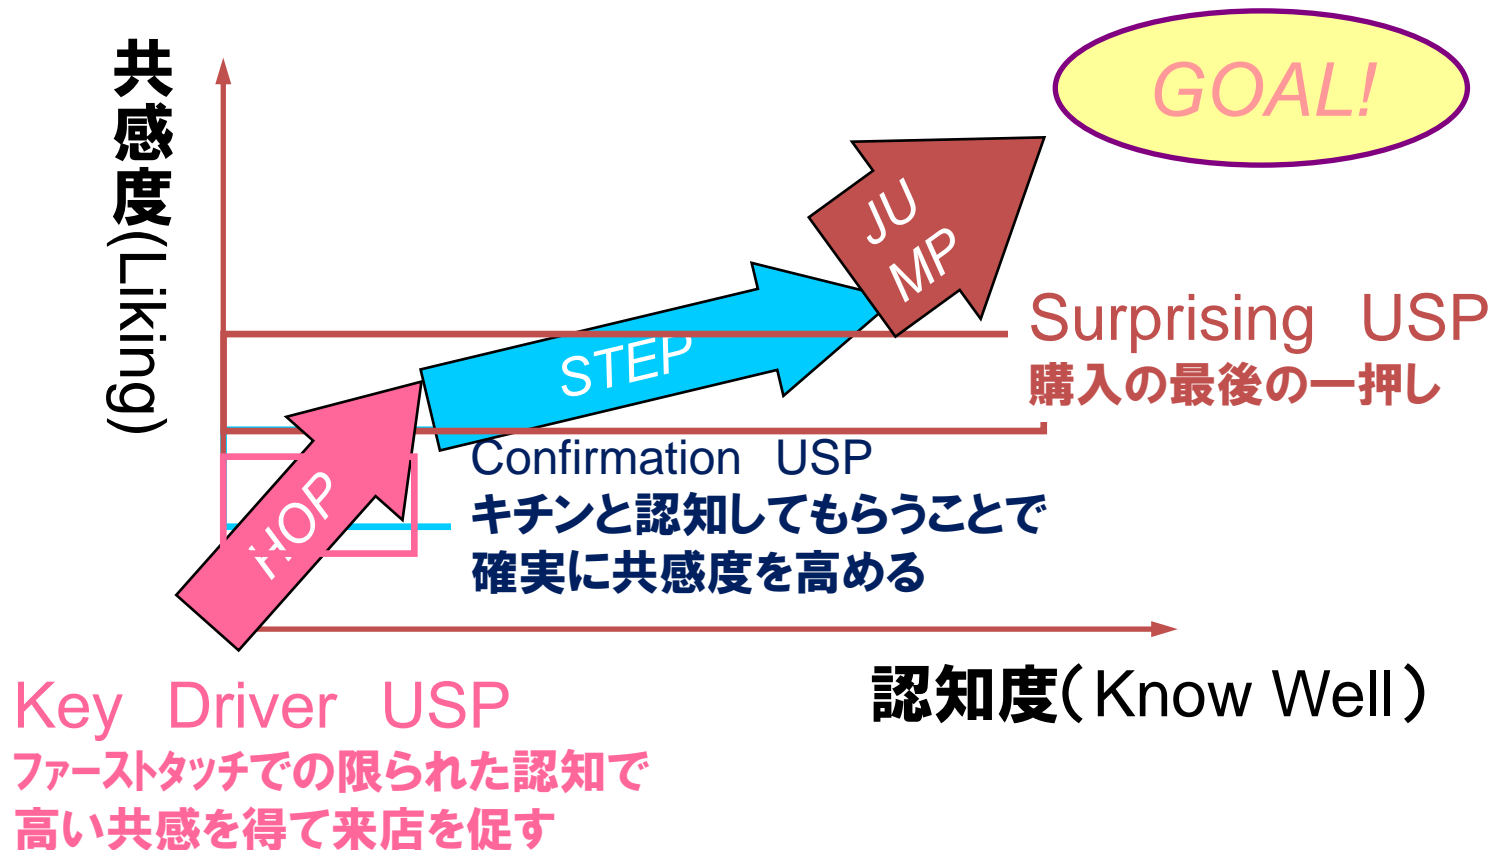 共感度(Liking)
GOAL!
JU
MP
STEP
HOP
Surprising USP
購入の最後の一押し
Confirmation USP
キチンと認知してもらうことで
確実に共感度を高める
認知度(Know Well)
Key Driver USP
ファーストタッチでの限られた認知で
高い共感を得て来店を促す